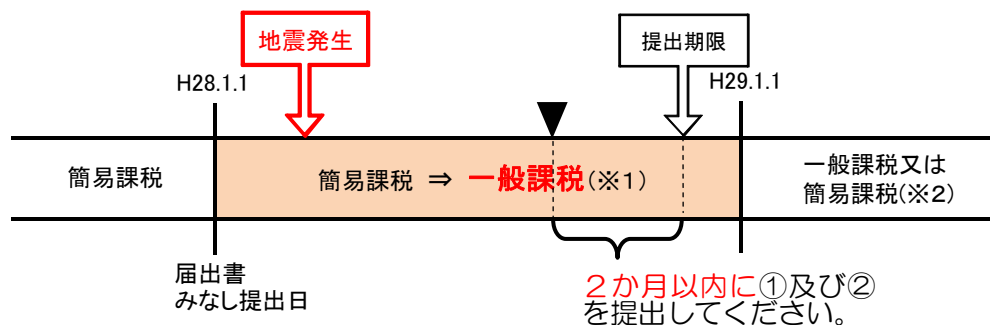 地震発生
提出期限
H28.1.1
H29.1.1
簡易課税
簡易課税 ⇒ 一般課税(※1)
一般課税又は
簡易課税(※2)
届出書
みなし提出日
２か月以内に①及び②
を提出してください。